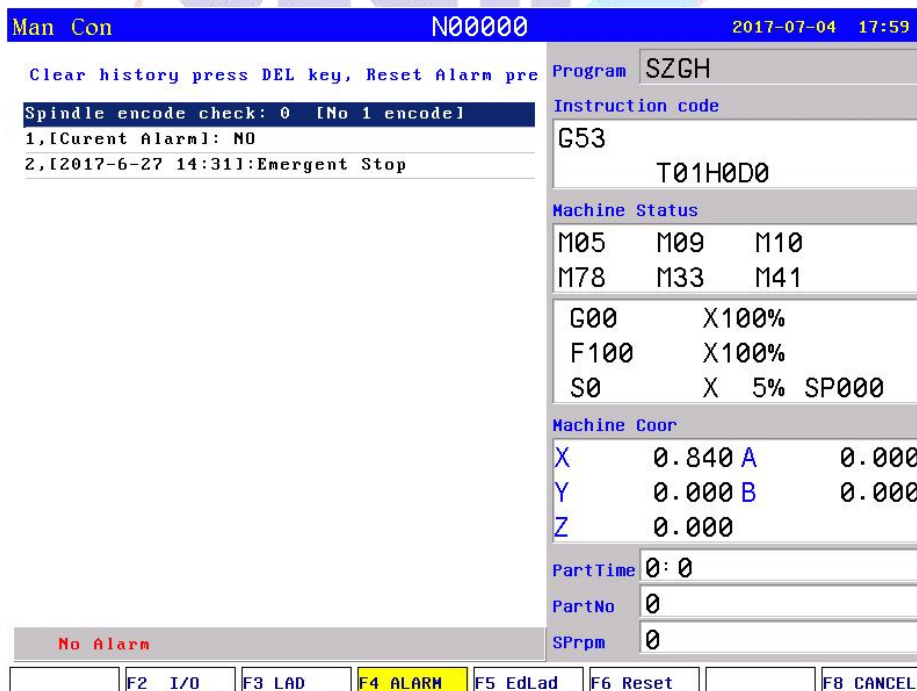 Man Con N00000 2017-07-04 17:59
Clear history press DEL key, Reset Alarm pre
Spindle encode check: 0 [No 1 encode]
1,[Curent Alarm]: NO
2,[2017-6-27 14:31]:Emergent Stop
No Alarm
Program SZGH
Instruction code
G53
T01H0D0
Machine Status
M05 M09 M10
M78 M33 M41
G00 X100%
F100 X100%
S0 X 5% SP000
Machine Coor
X 0.840 A 0.000
Y 0.000 B 0.000
Z 0.000
PartTime 0: 0
PartNo 0
SPrpm 0
F2 I/O F3 LAD F4 ALARM F5 EdLad F6 Reset F8 CANCEL